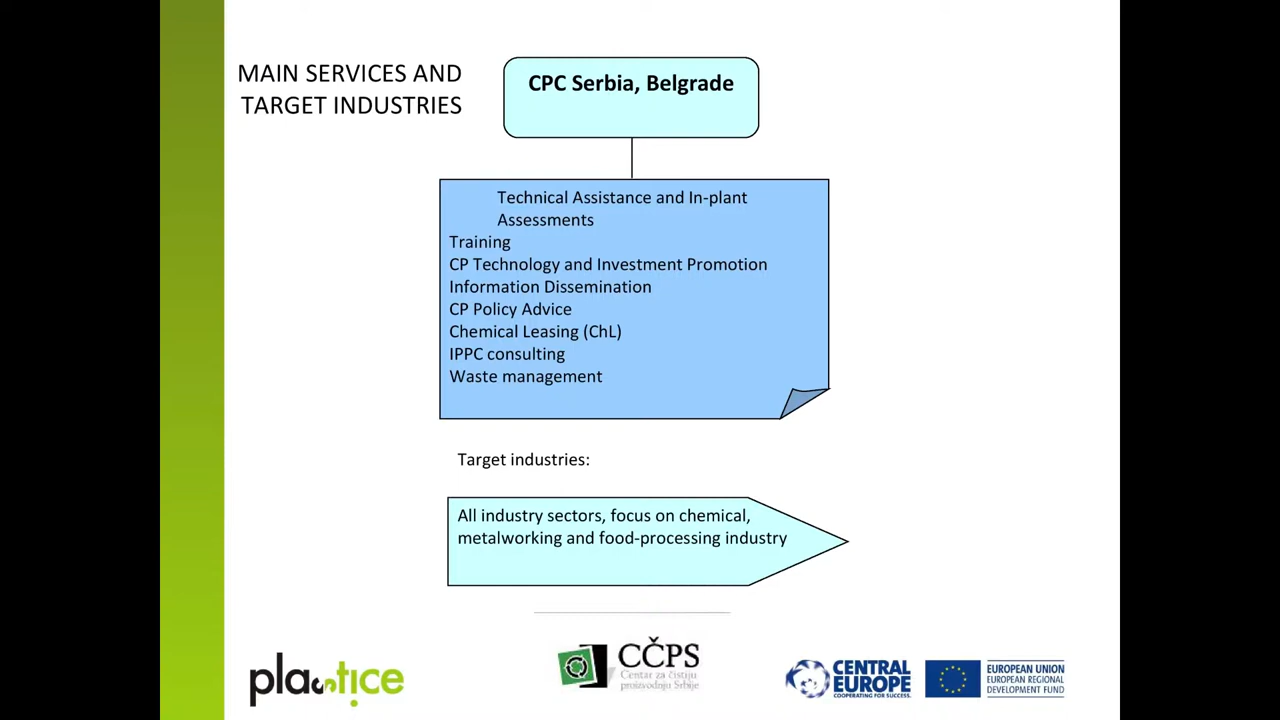 MAIN SERVICES AND
TARGET INDUSTRIES
CPC Serbia, Belgrade
Technical Assistance and In-plant
Assessments
Training
CP Technology and Investment Promotion
Information Dissemination
CP Policy Advice
Chemical Leasing (ChL)
IPPC consulting
Waste management
Target industries:
All industry sectors, focus on chemical,
metalworking and food-processing industry
plastice
CČPS
Centar za čistiju
proizvodnju Srbije
CENTRAL
EUROPE
COOPERATING FOR SUCCESS.
EUROPEAN UNION
EUROPEAN REGIONAL
DEVELOPMENT FUND